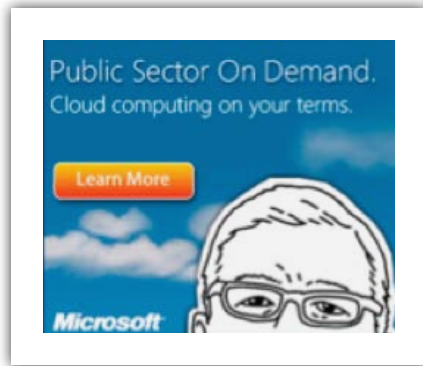 Public Sector On Demand.
Cloud computing on your terms.
Learn More
Microsoft